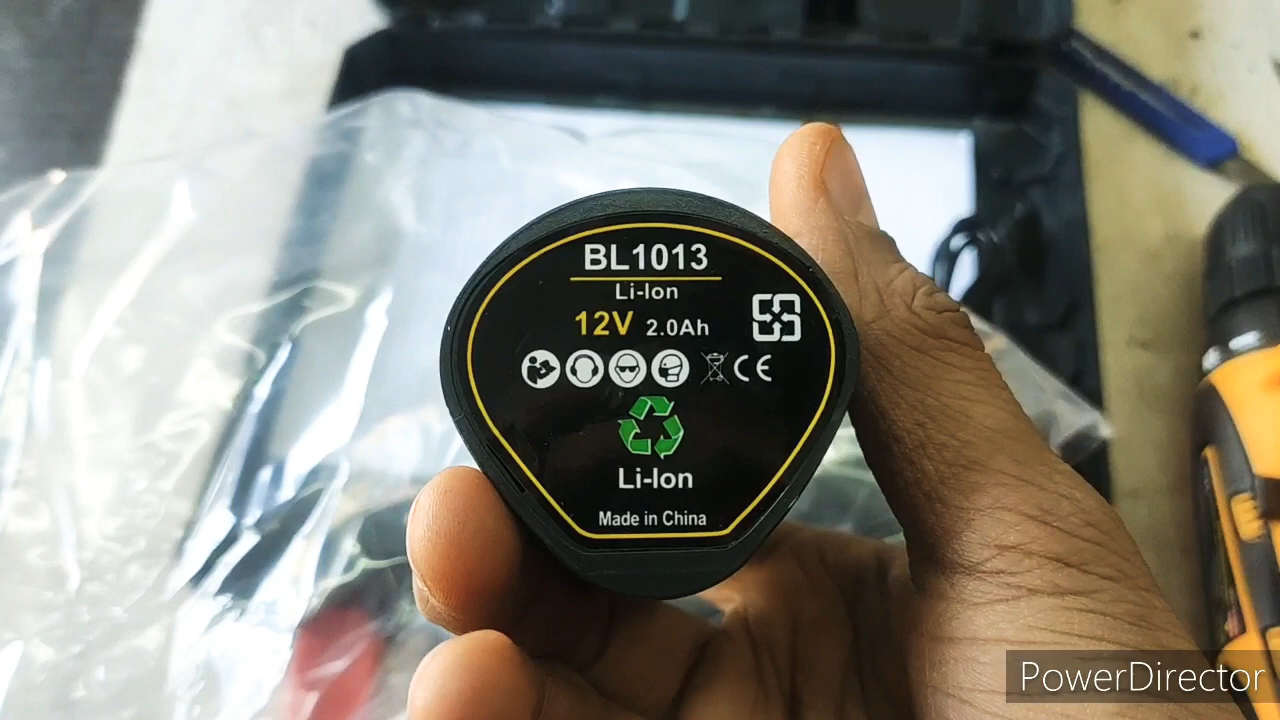 BL1013
Li-Ion
12V 2.0Ah
CE
Li-Ion
Made in China
PowerDirector